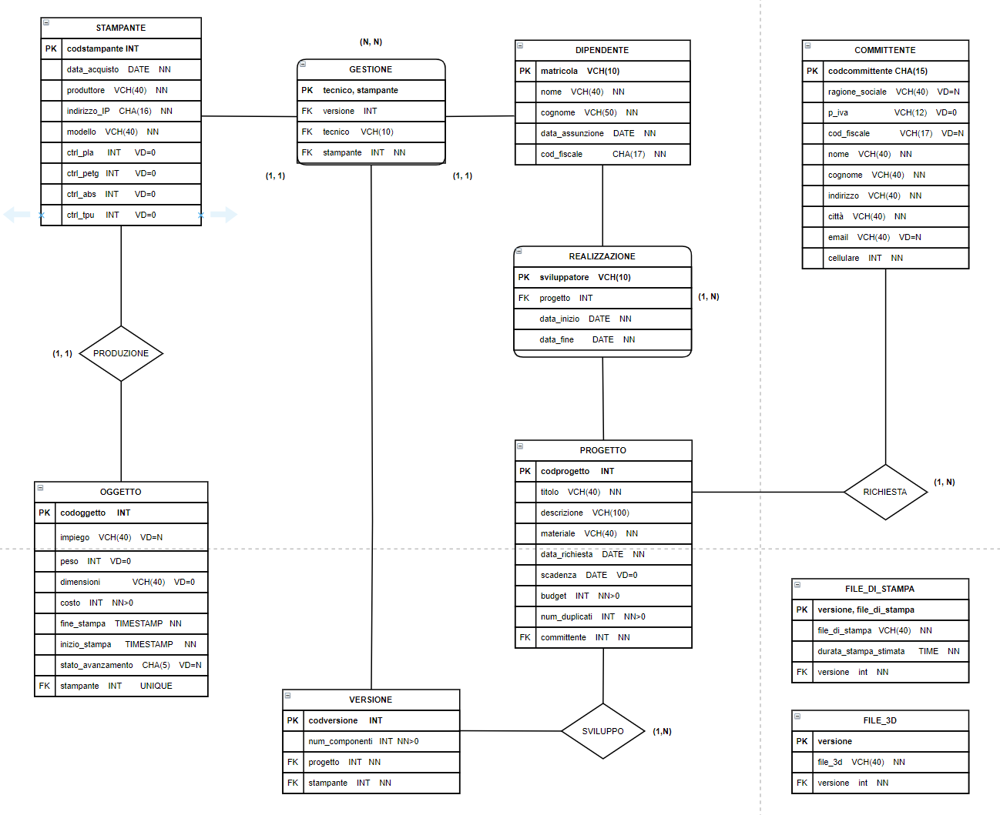 STAMPANTE
PK codstampante INT
data_acquisto DATE NN
produttore VCH(40) NN
indirizzo_IP CHA(16) NN
modello VCH(40) NN
ctrl_pla INT VD=0
ctrl_petg INT VD=0
ctrl_abs INT VD=0
ctrl_tpu INT VD=0
(N, N)
GESTIONE
PK tecnico, stampante
FK versione INT
FK tecnico VCH(10)
FK stampante INT NN
(1, 1)
(1, 1)
DIPENDENTE
PK matricola VCH(10)
nome VCH(40) NN
cognome VCH(50) NN
data_assunzione DATE NN
cod_fiscale CHA(17) NN
COMMITTENTE
PK codcommittente CHA(15)
ragione_sociale VCH(40) VD=N
p_iva VCH(12) VD=0
cod_fiscale VCH(17) VD=N
nome VCH(40) NN
cognome VCH(40) NN
indirizzo VCH(40) NN
città VCH(40) NN
email VCH(40) VD=N
cellulare INT NN
REALIZZAZIONE
PK sviluppatore VCH(10)
FK progetto INT
data_inizio DATE NN
data_fine DATE NN
(1, N)
(1, 1)
PRODUZIONE
OGGETTO
PK codoggetto INT
impiego VCH(40) VD=N
peso INT VD=0
dimensioni VCH(40) VD=0
costo INT NN>0
fine_stampa TIMESTAMP NN
inizio_stampa TIMESTAMP NN
stato_avanzamento CHA(5) VD=N
FK stampante INT UNIQUE
PROGETTO
PK codprogetto INT
titolo VCH(40) NN
descrizione VCH(100)
materiale VCH(40) NN
data_richiesta DATE NN
scadenza DATE VD=0
budget INT NN>0
num_duplicati INT NN>0
FK committente INT NN
RICHIESTA
(1, N)
VERSIONE
PK codversione INT
num_componenti INT NN>0
FK progetto INT NN
FK stampante INT NN
SVILUPPO
(1,N)
FILE_DI_STAMPA
PK versione, file_di_stampa
file_di_stampa VCH(40) NN
durata_stampa_stimata TIME NN
FK versione int NN
FILE_3D
PK versione
file_3d VCH(40) NN
FK versione int NN